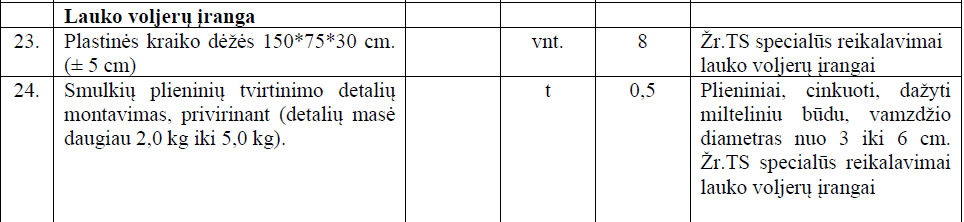 Lauko voljerų įranga
23. Plastinės kraiko dėžės 150*75*30 cm. (± 5 cm) vnt. 8 Žr.TS specialūs reikalavimai lauko voljerų įrangai
24. Smulkių plieninių tvirtinimo detalių montavimas, privirinant (detalių masė daugiau 2,0 kg iki 5,0 kg). t 0,5 Plieniniai, cinkuoti, dažyti milteliniu būdu, vamzdžio diametras nuo 3 iki 6 cm. Žr.TS specialūs reikalavimai lauko voljerų įrangai